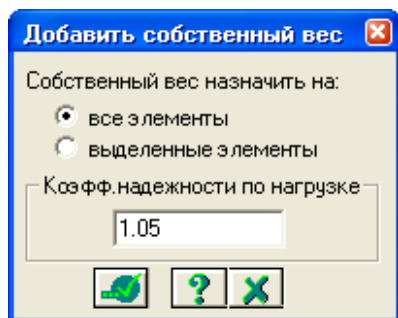 Добавить собственный вес
Собственный вес назначить на:
все элементы
выделенные элементы
Коэфф.надежности по нагрузке
1.05
?